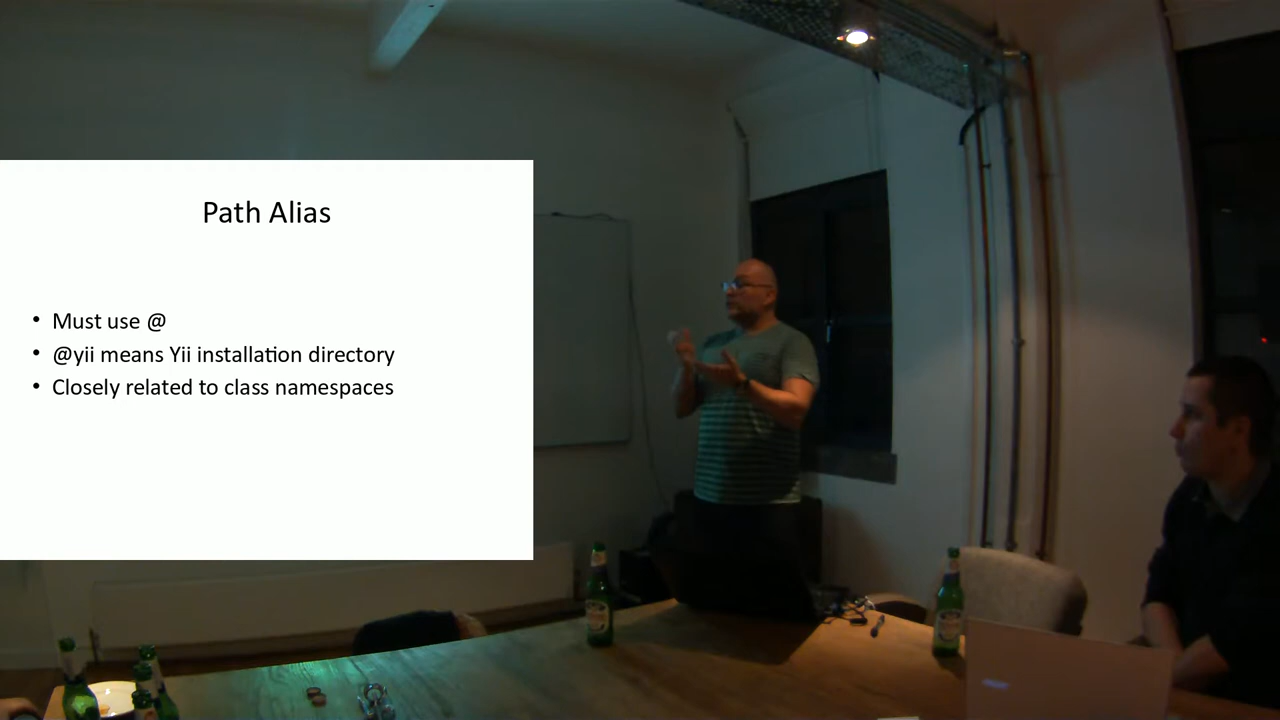 Path Alias
• Must use @
• @yii means Yii installation directory
• Closely related to class namespaces